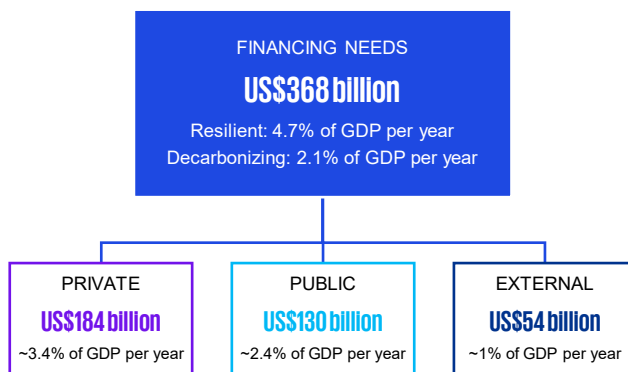 FINANCING NEEDS
US$368 billion
Resilient: 4.7% of GDP per year
Decarbonizing: 2.1% of GDP per year
PRIVATE
US$184 billion
~3.4% of GDP per year
PUBLIC
US$130 billion
~2.4% of GDP per year
EXTERNAL
US$54 billion
~1% of GDP per year